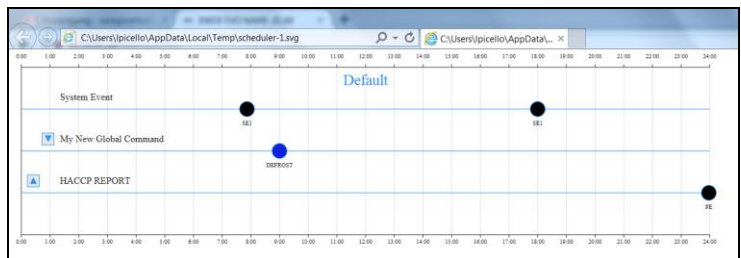 C:\Users\lpicello\AppData\Local\Temp\scheduler-1.svg
C:\Users\lpicello\AppData\... ×
0:00 1:00 2:00 3:00 4:00 5:00 6:00 7:00 8:00 9:00 10:00 11:00 12:00 13:00 14:00 15:00 16:00 17:00 18:00 19:00 20:00 21:00 22:00 23:00 24:00
Default
System Event
SE1 SE1
My New Global Command
DEFROST
HACCP REPORT
PE
0:00 1:00 2:00 3:00 4:00 5:00 6:00 7:00 8:00 9:00 10:00 11:00 12:00 13:00 14:00 15:00 16:00 17:00 18:00 19:00 20:00 21:00 22:00 23:00 24:00